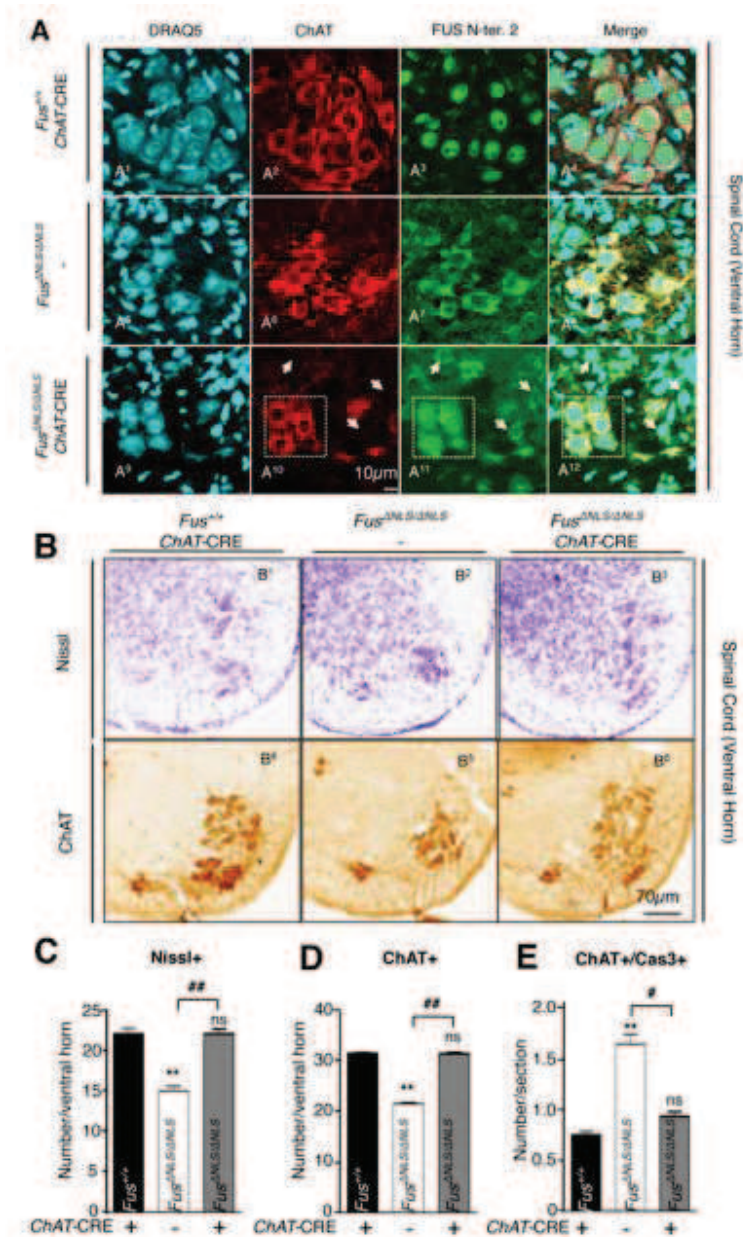 A
DRAQ5 ChAT FUS N-ter. 2 Merge
Fus+/+
ChAT-CRE
A1 A2 A3 A4
FusΔNLS/ΔNLS
-
A6 A7
FusΔNLS/ΔNLS
ChAT-CRE
A9 A10 10µm A11 A12
Spinal Cord (Ventral Horn)
B
Fus+/+ FusΔNLS/ΔNLS FusΔNLS/ΔNLS
ChAT-CRE - ChAT-CRE
Nissl
B1 B2 B3
ChAT
B4 B5 B6
70µm
Spinal Cord (Ventral Horn)
C
Nissl+
Number/ventral horn
25
20
15
10
5
0
**
##
ns
Fus+/+ FusΔNLS/ΔNLS FusΔNLS/ΔNLS
ChAT-CRE + - +
D
ChAT+
Number/ventral horn
40
30
20
10
0
**
##
ns
Fus+/+ FusΔNLS/ΔNLS FusΔNLS/ΔNLS
ChAT-CRE + - +
E
ChAT+/Cas3+
Number/section
2.0
1.5
1.0
0.5
0.0
**
#
ns
Fus+/+ FusΔNLS/ΔNLS FusΔNLS/ΔNLS
ChAT-CRE + - +